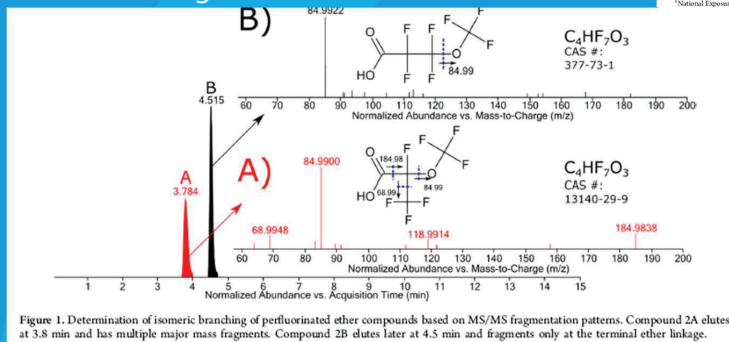 National Exposur
B)
84.9922
F
F
F
F
F
O
O
HO
F
F
84.99
C₄HF₇O₃
CAS #:
377-73-1
B
4.515
60 70 80 90 100 110 120 130 140 150 160 170 180 190 200
Normalized Abundance vs. Mass-to-Charge (m/z)
A
3.784
A)
84.9900
68.9948
118.9914
184.9838
O
184.98
F
F
F
F
O
HO
68.99
84.99
F
F
F
C₄HF₇O₃
CAS #:
13140-29-9
60 70 80 90 100 110 120 130 140 150 160 170 180 190 200
Normalized Abundance vs. Mass-to-Charge (m/z)
1 2 3 4 5 6 7 8 9 10 11 12 13 14 15
Normalized Abundance vs. Acquisition Time (min)
Figure 1. Determination of isomeric branching of perfluorinated ether compounds based on MS/MS fragmentation patterns. Compound 2A elutes
at 3.8 min and has multiple major mass fragments. Compound 2B elutes later at 4.5 min and fragments only at the terminal ether linkage.